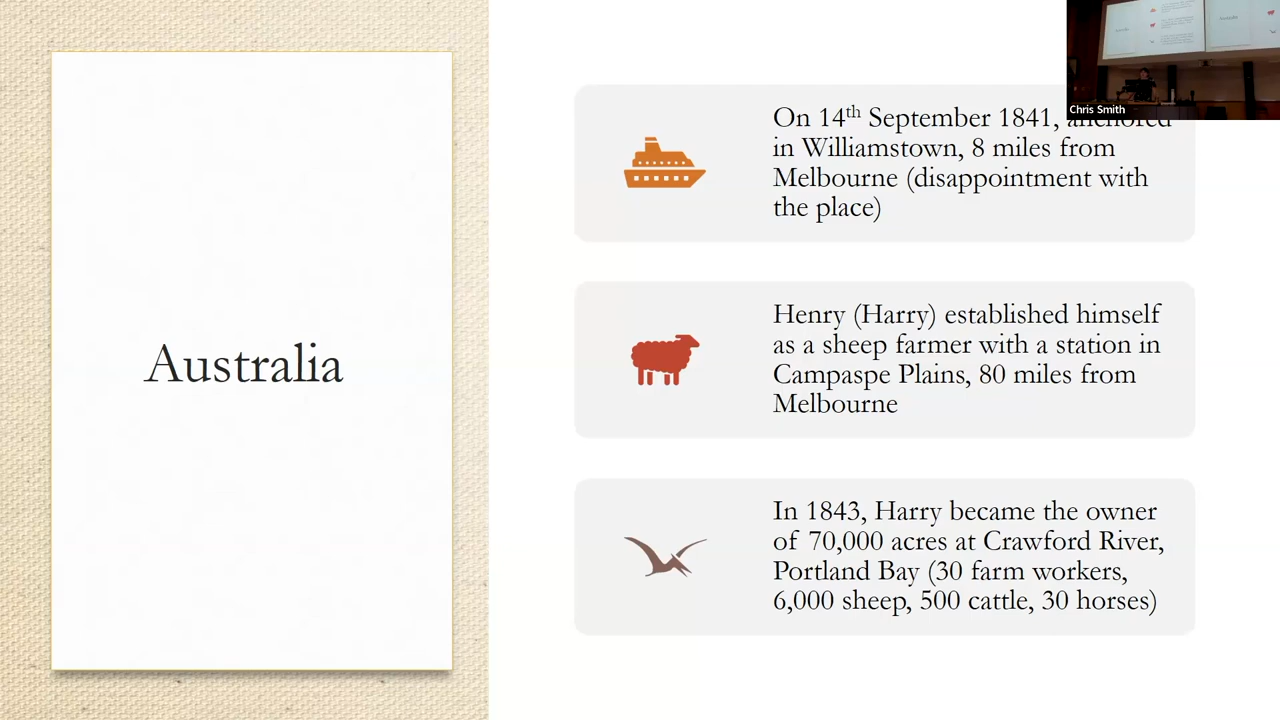 Australia
On 14th September 1841, anchored
in Williamstown, 8 miles from
Melbourne (disappointment with
the place)
Henry (Harry) established himself
as a sheep farmer with a station in
Campaspe Plains, 80 miles from
Melbourne
In 1843, Harry became the owner
of 70,000 acres at Crawford River,
Portland Bay (30 farm workers,
6,000 sheep, 500 cattle, 30 horses)
Chris Smith